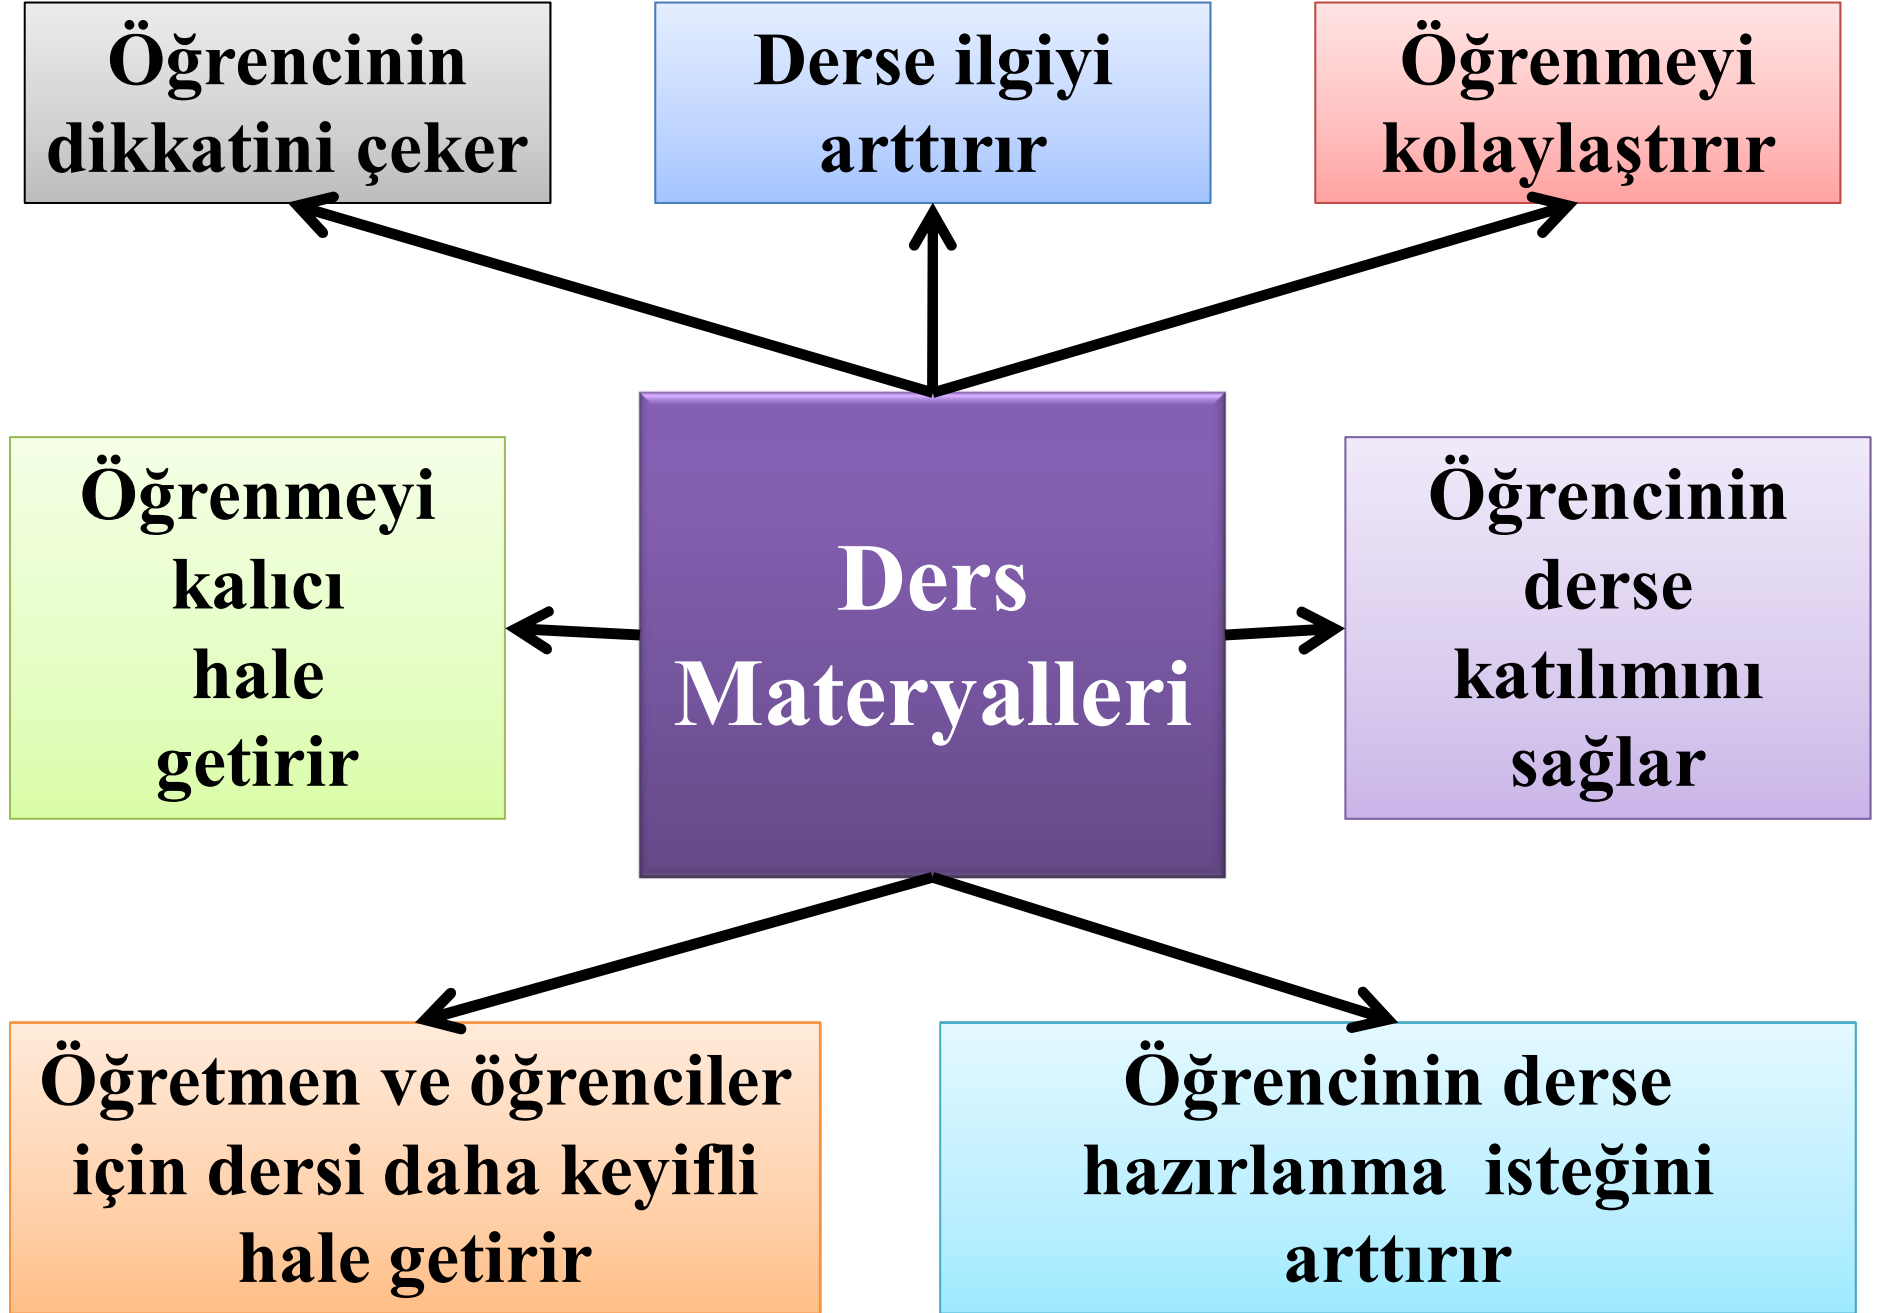 Öğrencinin
dikkatini çeker
Derse ilgiyi
arttırır
Öğrenmeyi
kolaylaştırır
Öğrenmeyi
kalıcı
hale
getirir
Ders
Materyalleri
Öğrencinin
derse
katılımını
sağlar
Öğretmen ve öğrenciler
için dersi daha keyifli
hale getirir
Öğrencinin derse
hazırlanma  isteğini
arttırır